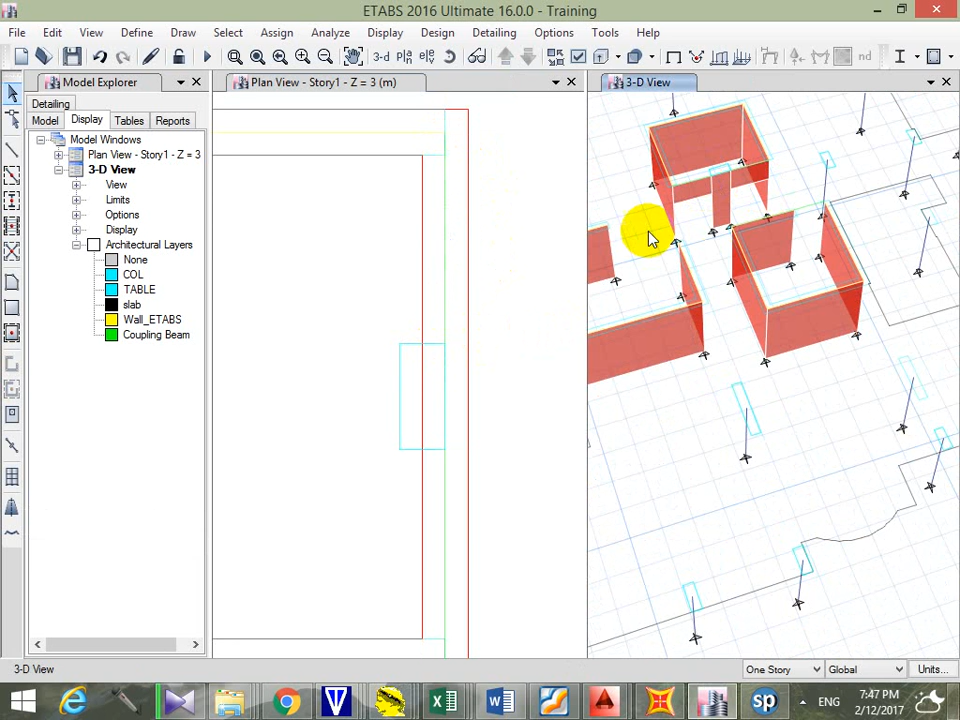 ETABS 2016 Ultimate 16.0.0 - Training
File Edit View Define Draw Select Assign Analyze Display Design Detailing Options Tools Help
3-d
nd
Model Explorer
Plan View - Story1 - Z = 3 (m)
3-D View
Detailing
Model Display Tables Reports
Model Windows
Plan View - Story1 - Z = 3
3-D View
View
Limits
Options
Display
Architectural Layers
None
COL
TABLE
slab
Wall_ETABS
Coupling Beam
3-D View
One Story
Global
Units...
ENG
7:47 PM
2/12/2017